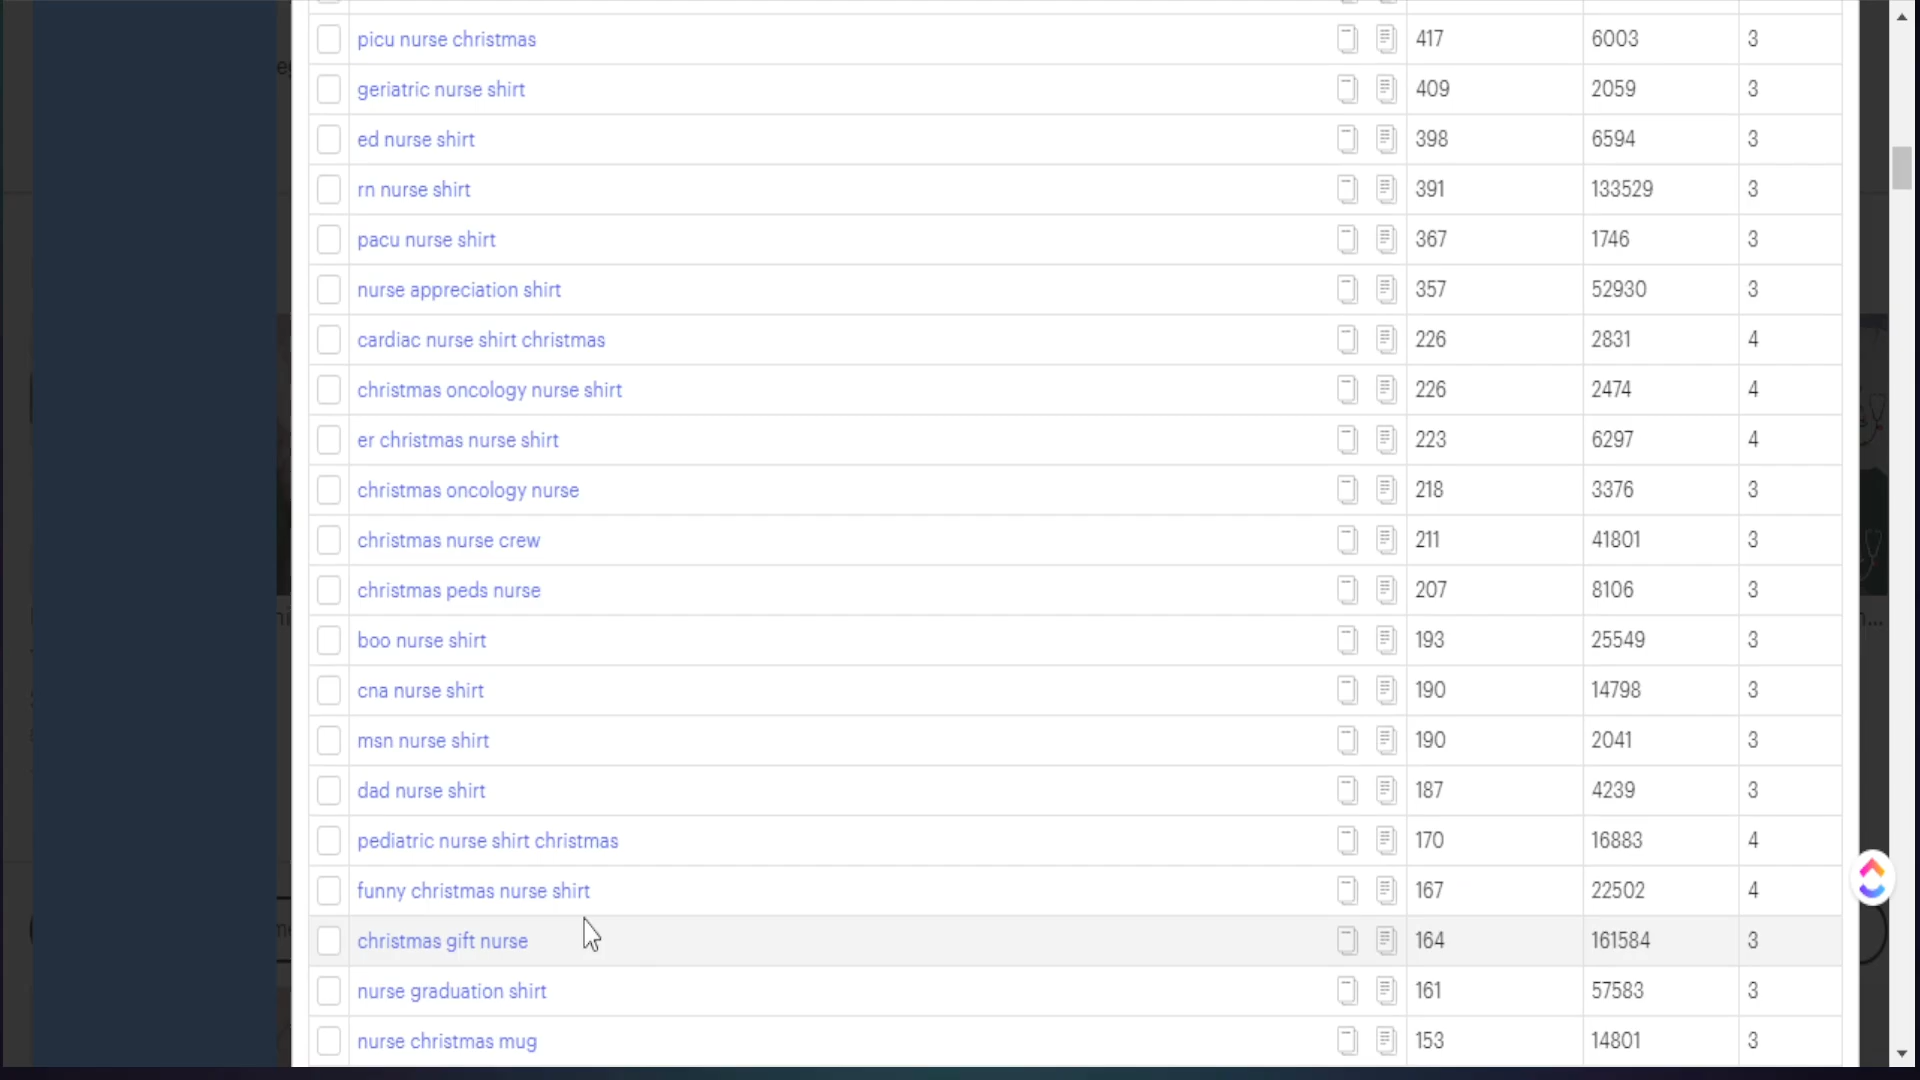 picu nurse christmas 417 6003 3
geriatric nurse shirt 409 2059 3
ed nurse shirt 398 6594 3
rn nurse shirt 391 133529 3
pacu nurse shirt 367 1746 3
nurse appreciation shirt 357 52930 3
cardiac nurse shirt christmas 226 2831 4
christmas oncology nurse shirt 226 2474 4
er christmas nurse shirt 223 6297 4
christmas oncology nurse 218 3376 3
christmas nurse crew 211 41801 3
christmas peds nurse 207 8106 3
boo nurse shirt 193 25549 3
cna nurse shirt 190 14798 3
msn nurse shirt 190 2041 3
dad nurse shirt 187 4239 3
pediatric nurse shirt christmas 170 16883 4
funny christmas nurse shirt 167 22502 4
christmas gift nurse 164 161584 3
nurse graduation shirt 161 57583 3
nurse christmas mug 153 14801 3